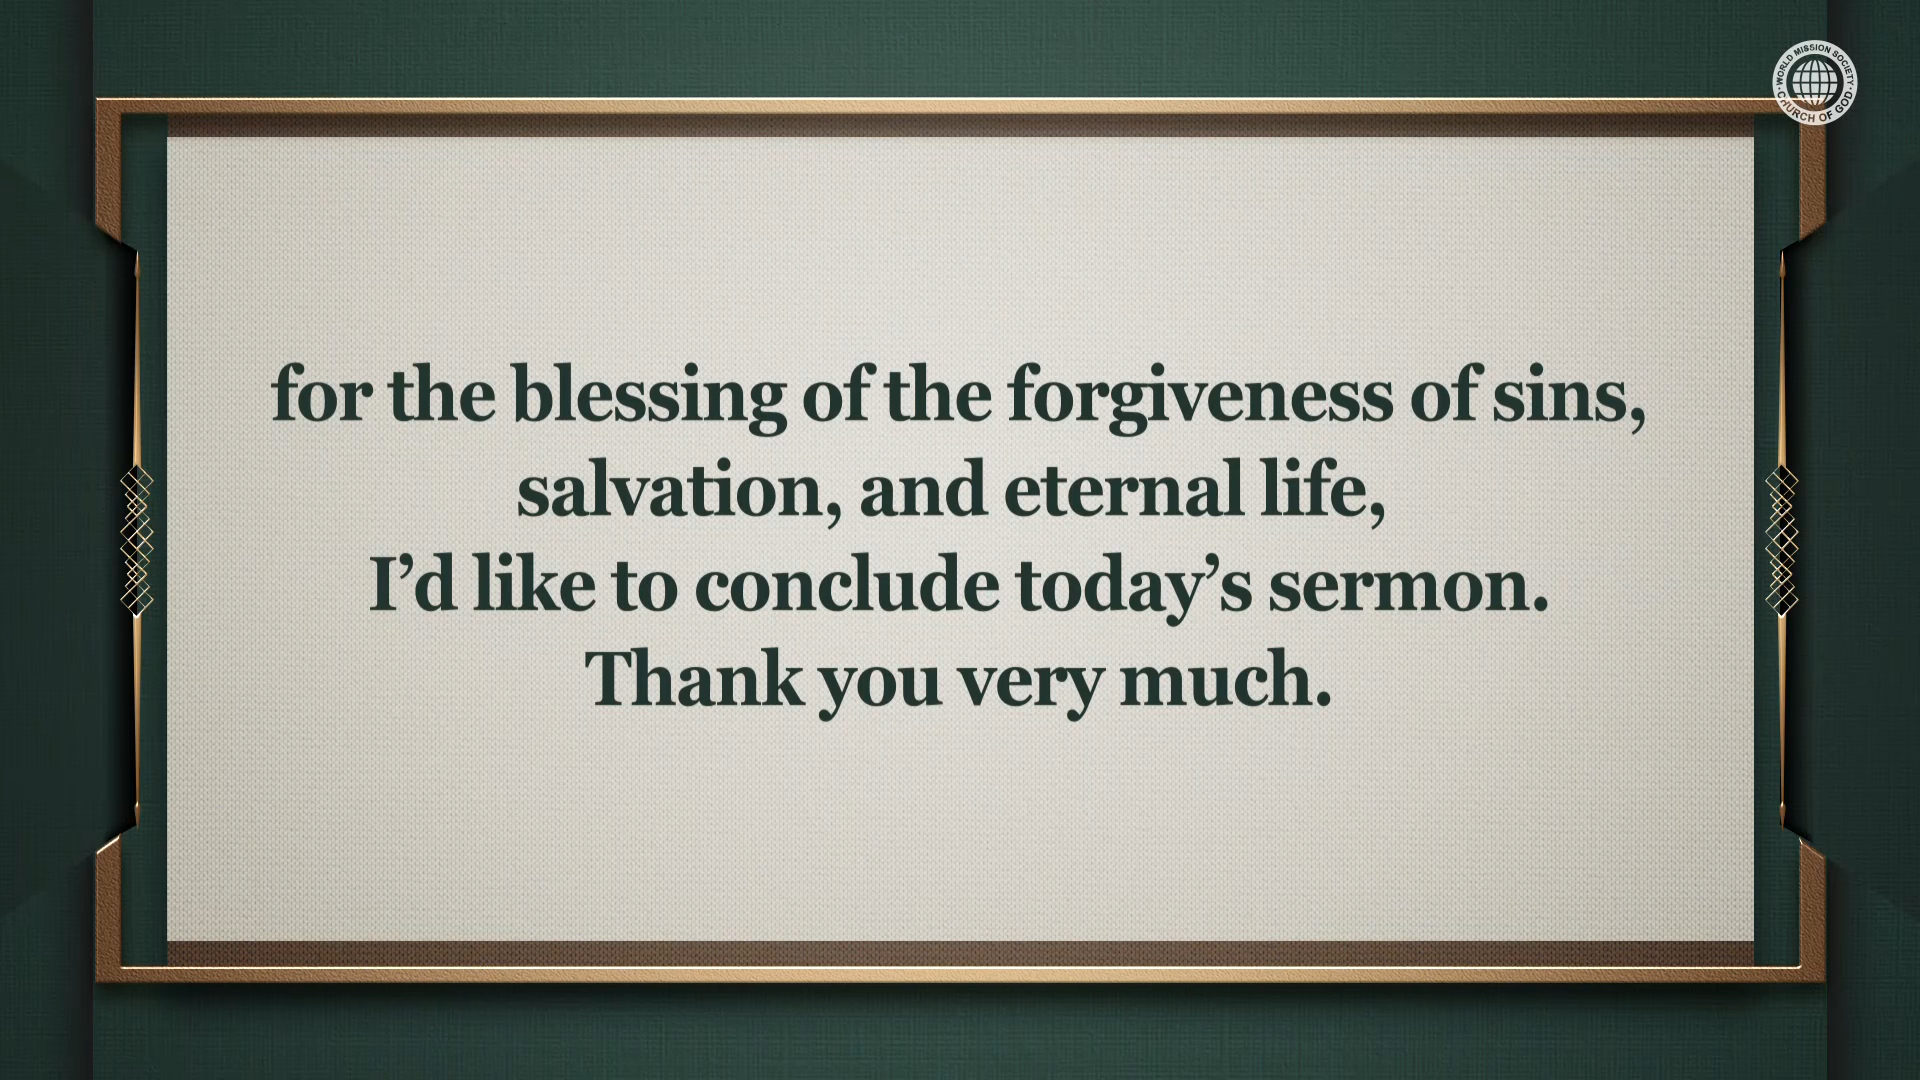 WORLD MISSION SOCIETY
CHURCH OF GOD
for the blessing of the forgiveness of sins,
salvation, and eternal life,
I’d like to conclude today’s sermon.
Thank you very much.